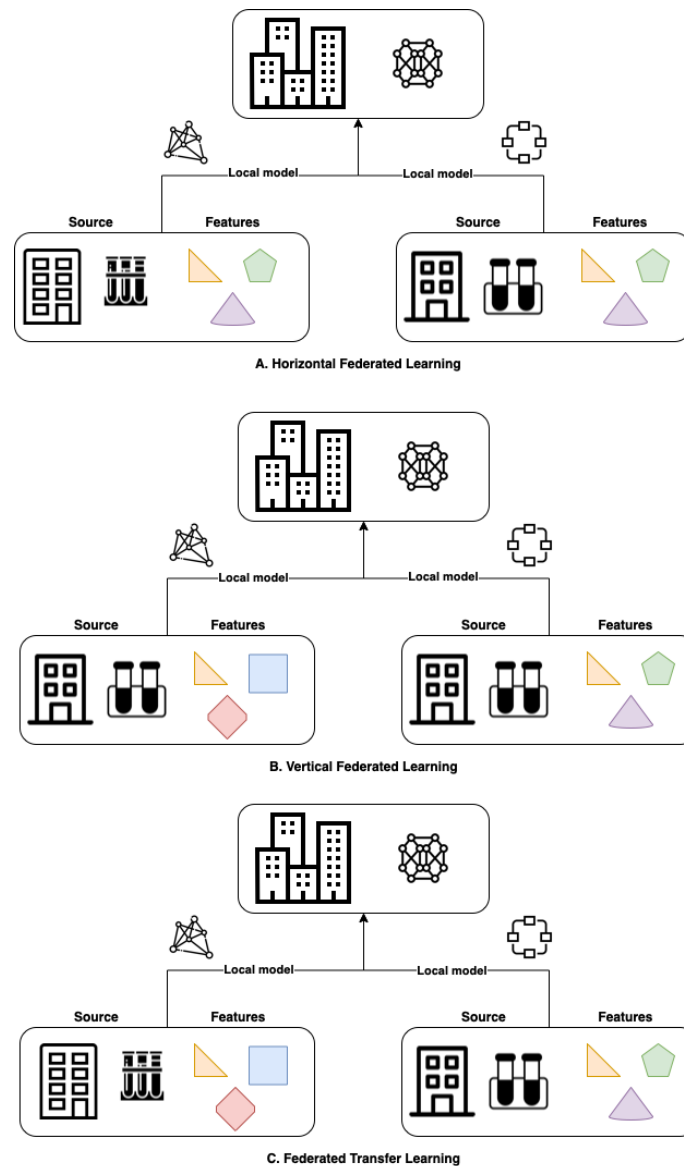 Local model
Local model
Source
Features
Source
Features
A. Horizontal Federated Learning
Local model
Local model
Source
Features
Source
Features
B. Vertical Federated Learning
Local model
Local model
Source
Features
Source
Features
C. Federated Transfer Learning